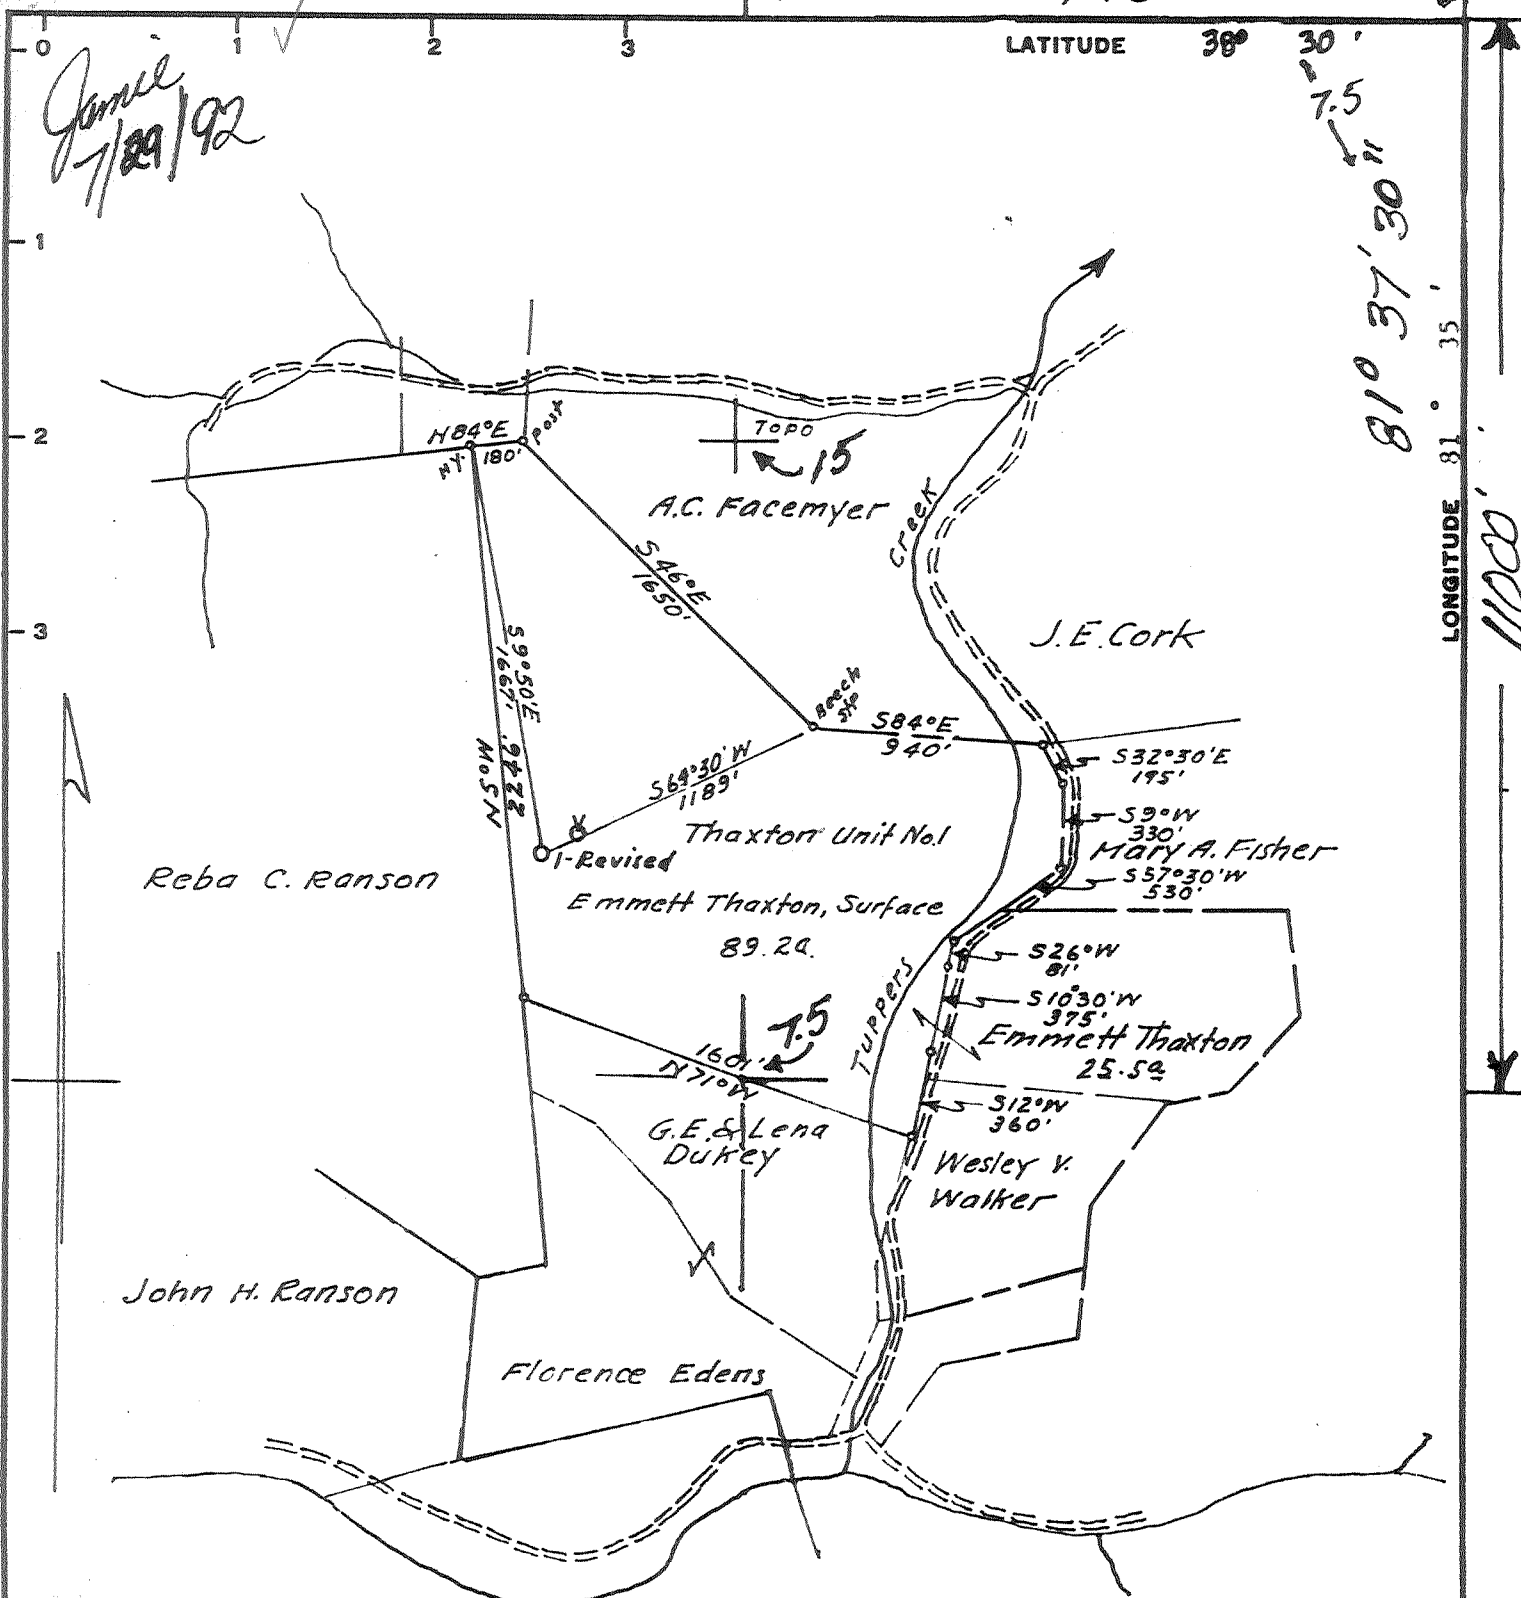 0 1 2 3
LATITUDE 38° 30'
Jamie
7/29/92
7.5
81° 37' 30"
LONGITUDE 81° 35'
11000'
1
2
3
N84°E
180'
Post
TOPO
15
A.C. Facemyer
Creek
S46°E
1650'
J.E. Cork
S9°50'E
1667'
2246'
N5°W
Beech
Stp
S84°E
940'
S32°30'E
195'
S9°W
330'
S64°30'W
1189'
Thaxton Unit No.1
1-Revised
Mary A. Fisher
S57°30'W
530'
Reba C. Ranson
Emmett Thaxton, Surface
89.2a.
S26°W
81'
S10°30'W
375'
Tuppers
7.5
Emmett Thaxton
25.5a
1601'
N71°W
S12°W
360'
G.E. & Lena
Dukey
Wesley V.
Walker
John H. Ranson
Florence Edens